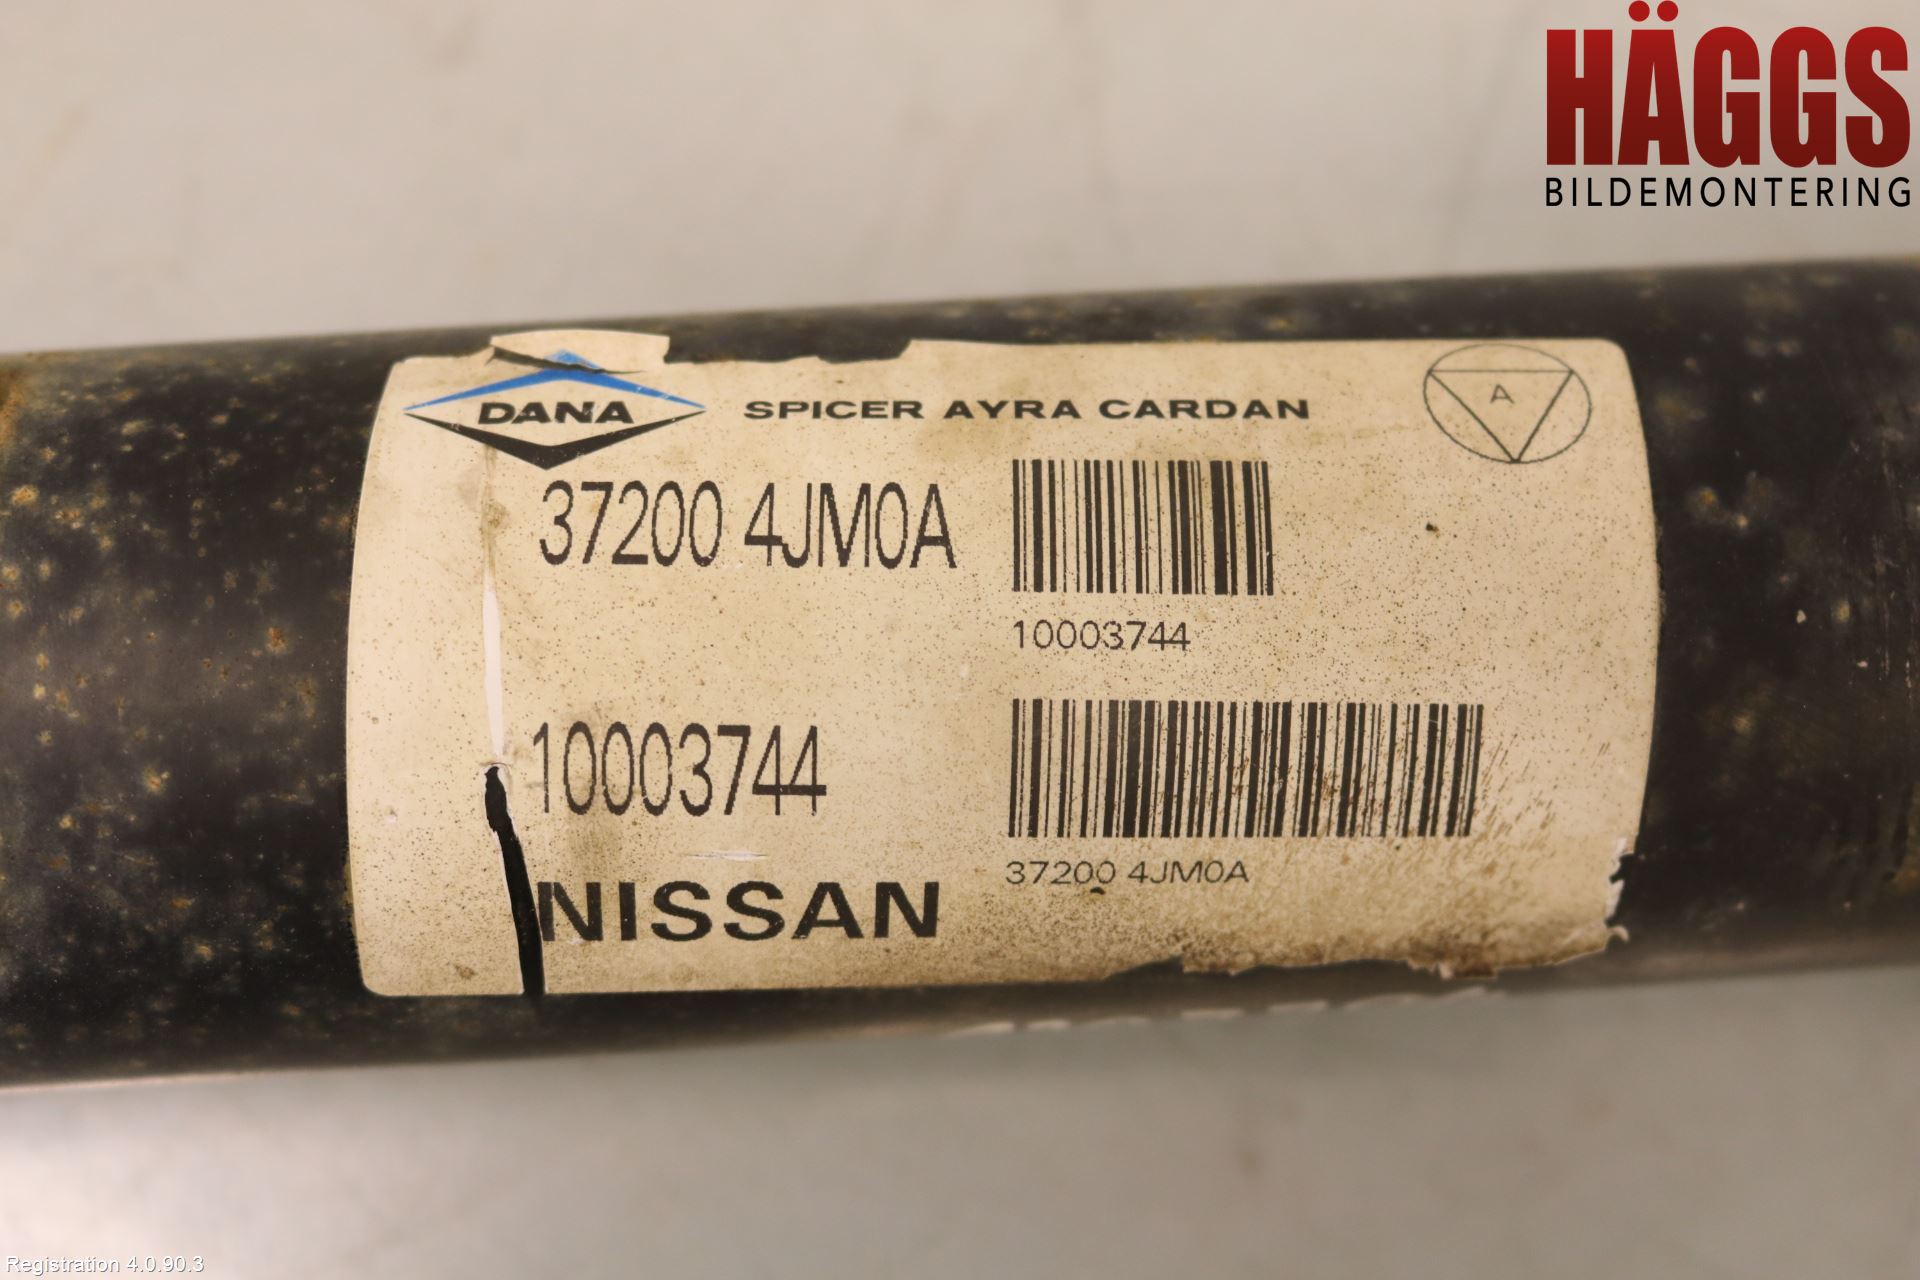 HÄGGS
BILDEMONTERING
DANA SPICER AYRA CARDAN A
37200 4JM0A
10003744
10003744
NISSAN
37200 4JM0A
Registration 4.0.90.3